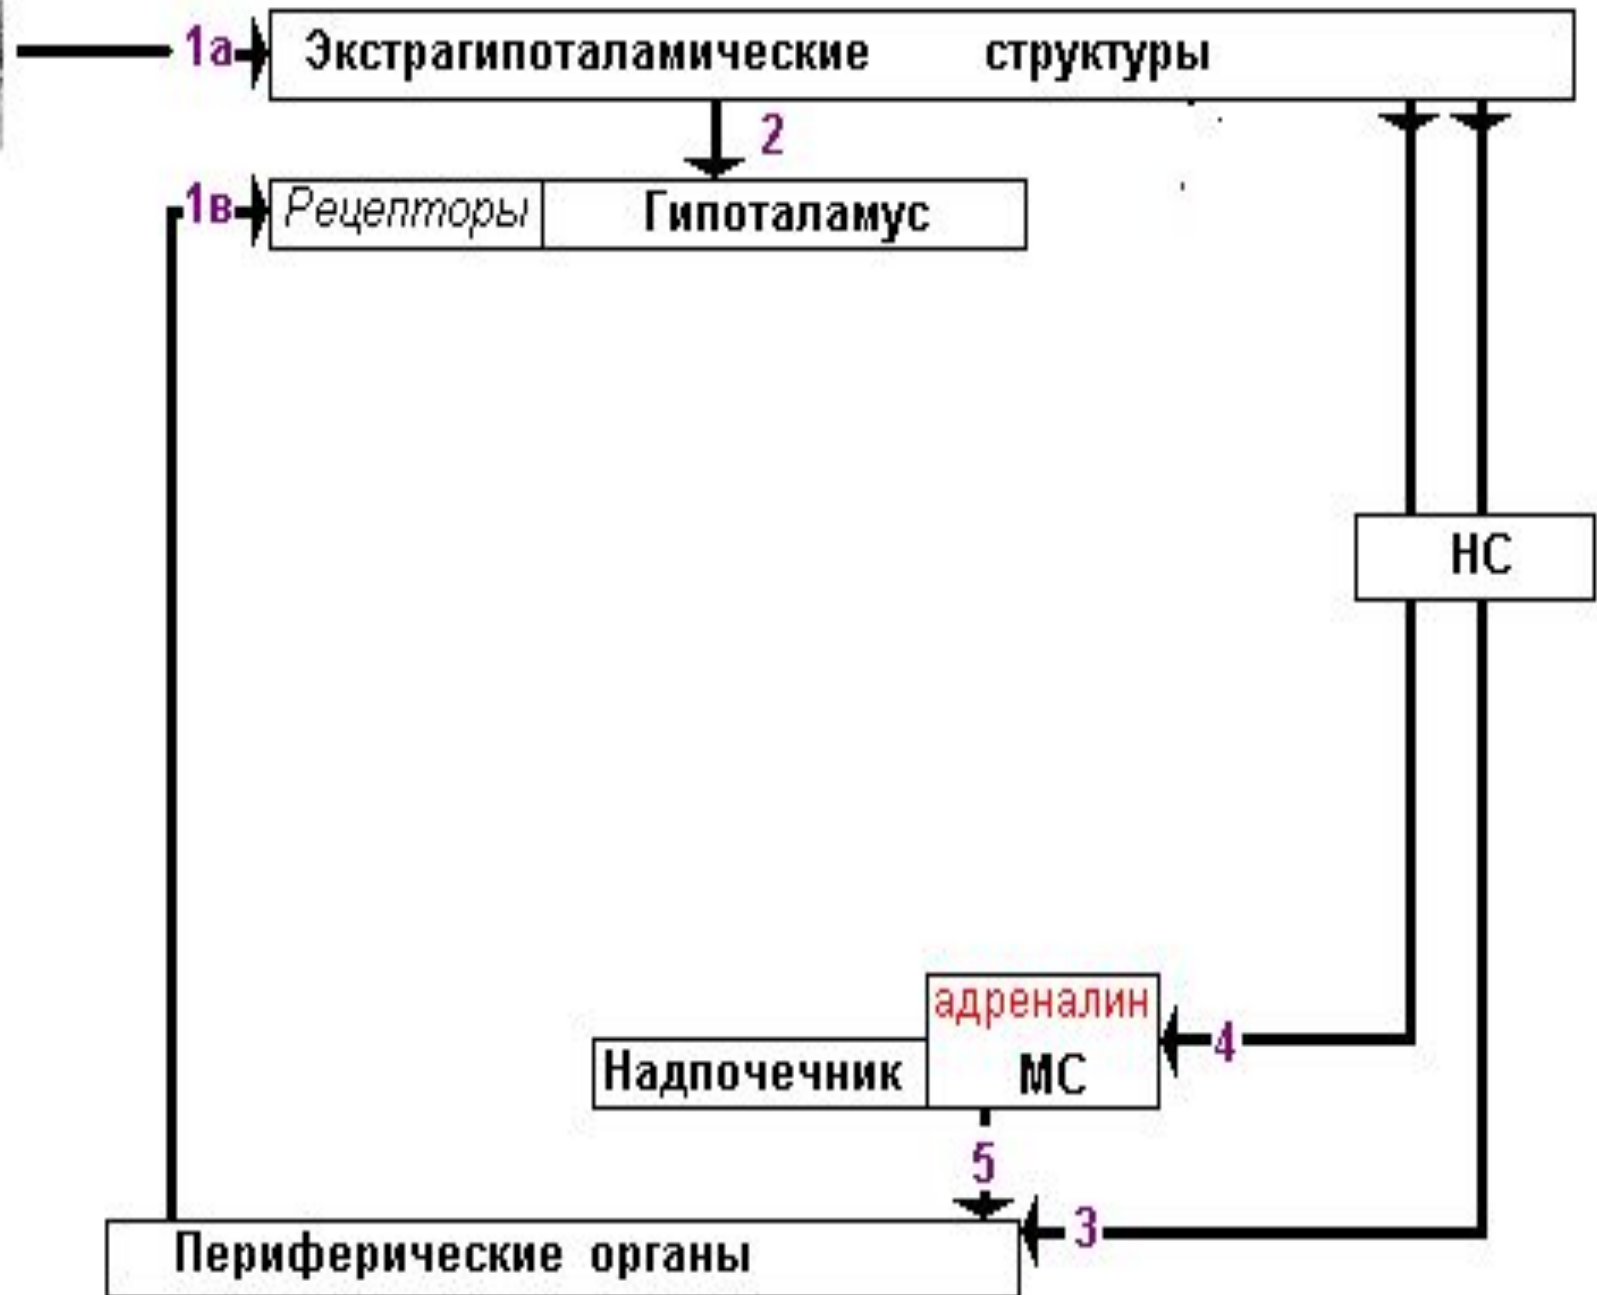 1а Экстрагипоталамические структуры
2
1в Рецепторы Гипоталамус
НС
адреналин
Надпочечник МС 4
5
3
Периферические органы